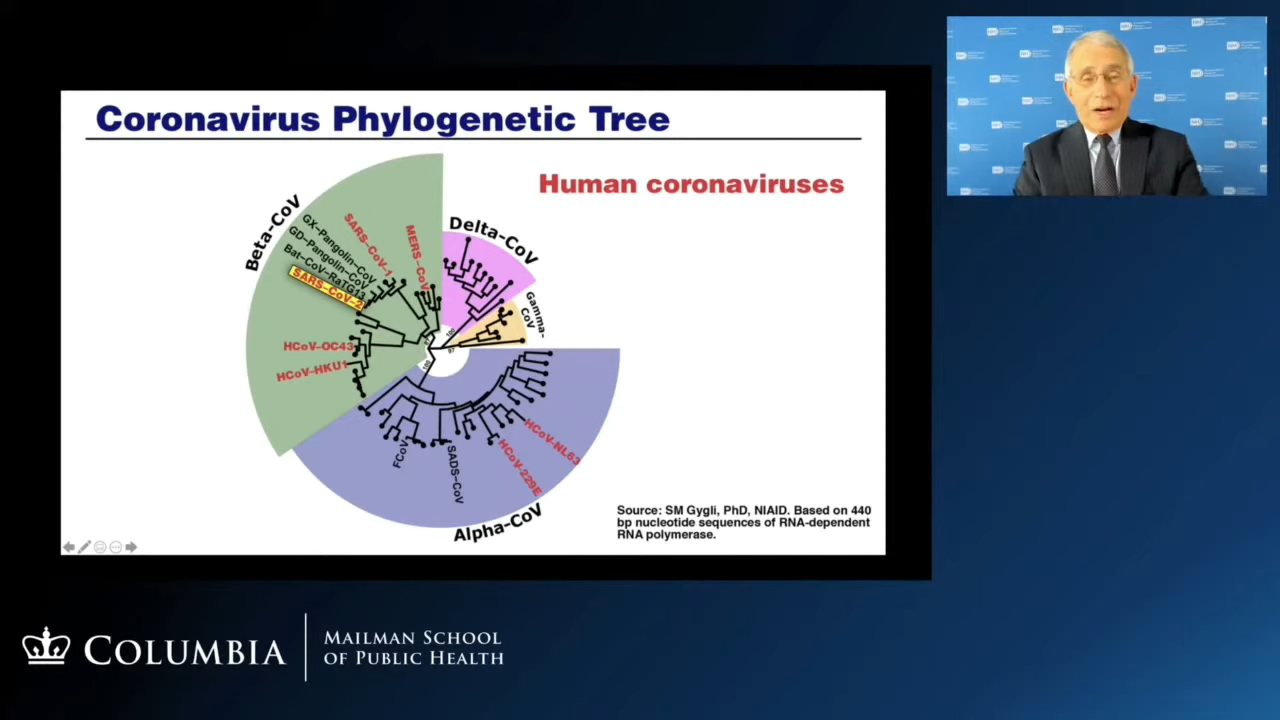 Coronavirus Phylogenetic Tree
Human coronaviruses
Beta-CoV
GX-Pangolin-CoV
GD-Pangolin-CoV
Bat-CoV-RaTG13
SARS-CoV-2
SARS-CoV-1
MERS-CoV
Delta-CoV
Gamma-
CoV
HCoV-OC43
HCoV-HKU1
100
97
100
FCoV
SADS-CoV
HCoV-229E
HCoV-NL63
Alpha-CoV
Source: SM Gygli, PhD, NIAID. Based on 440
bp nucleotide sequences of RNA-dependent
RNA polymerase.
COLUMBIA
MAILMAN SCHOOL
OF PUBLIC HEALTH